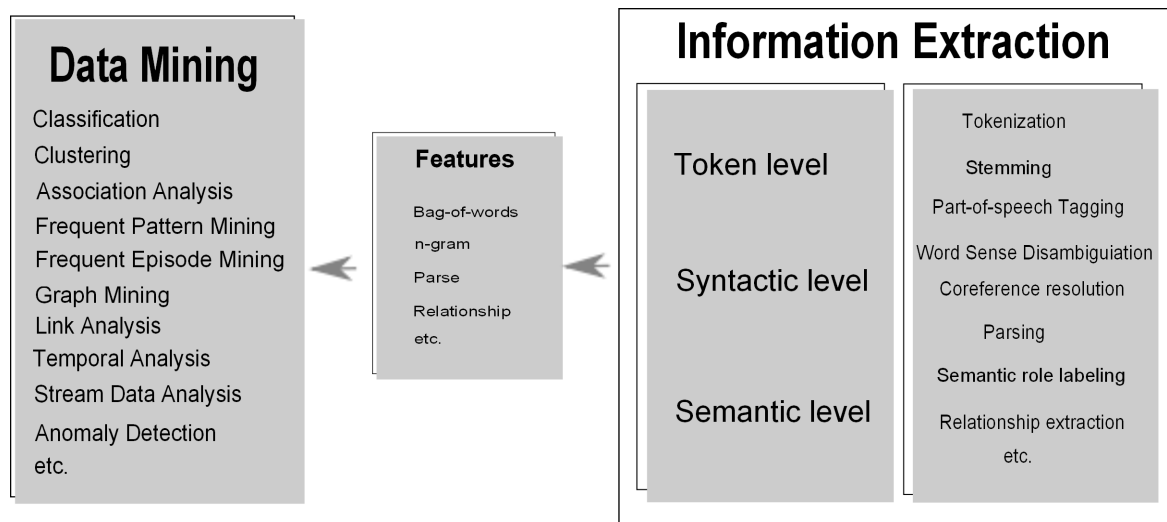 Data Mining
Classification
Clustering
Association Analysis
Frequent Pattern Mining
Frequent Episode Mining
Graph Mining
Link Analysis
Temporal Analysis
Stream Data Analysis
Anomaly Detection
etc.
Features
Bag-of-words
n-gram
Parse
Relationship
etc.
Information Extraction
Token level
Syntactic level
Semantic level
Tokenization
Stemming
Part-of-speech Tagging
Word Sense Disambiguiation
Coreference resolution
Parsing
Semantic role labeling
Relationship extraction
etc.